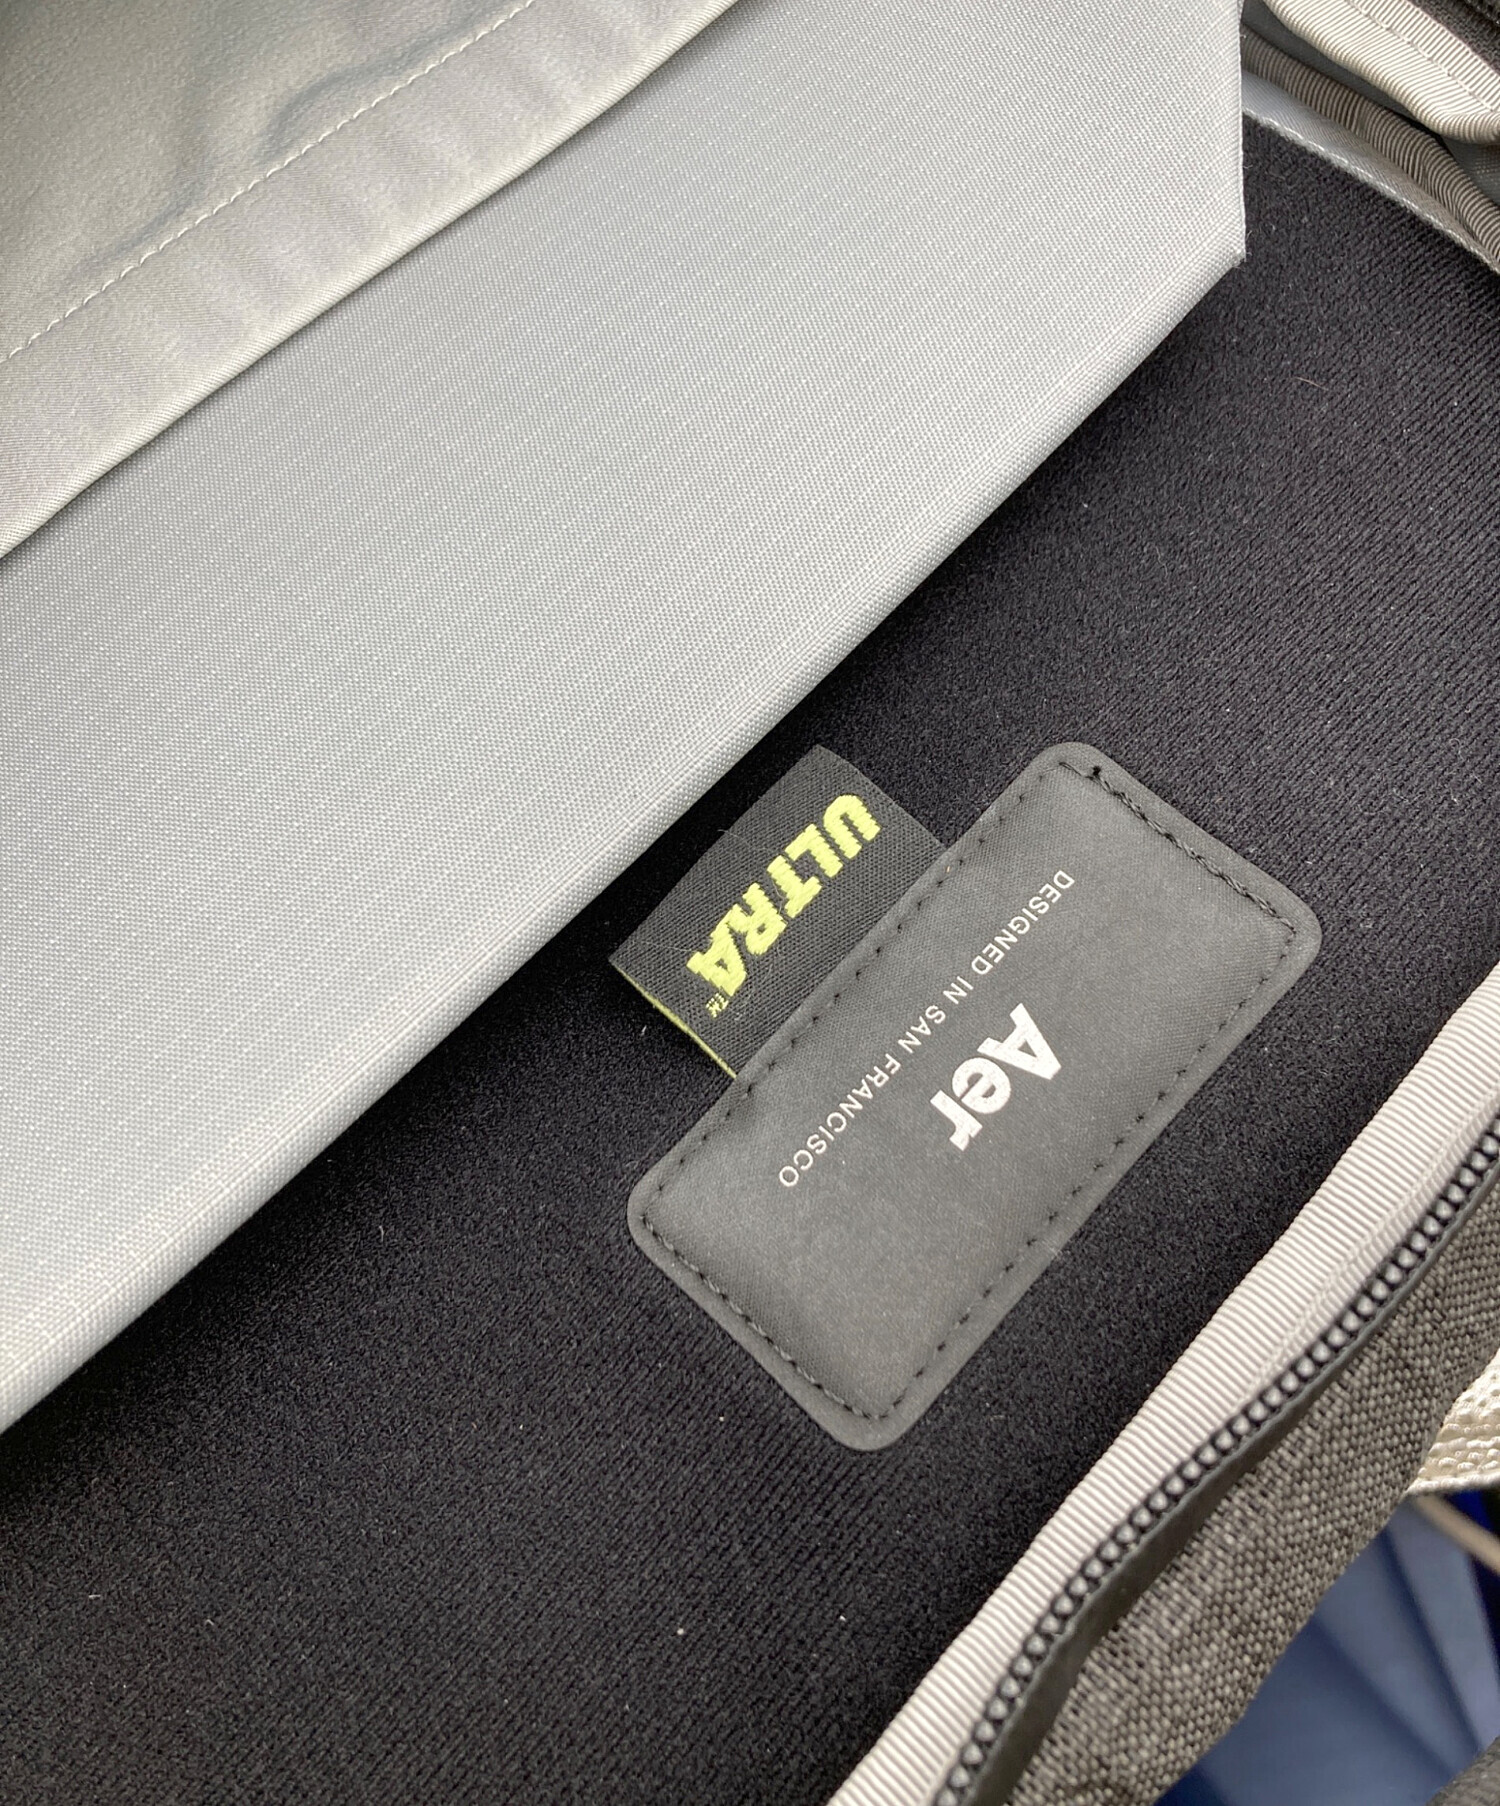 ULTRA™
Aer
DESIGNED IN SAN FRANCISCO